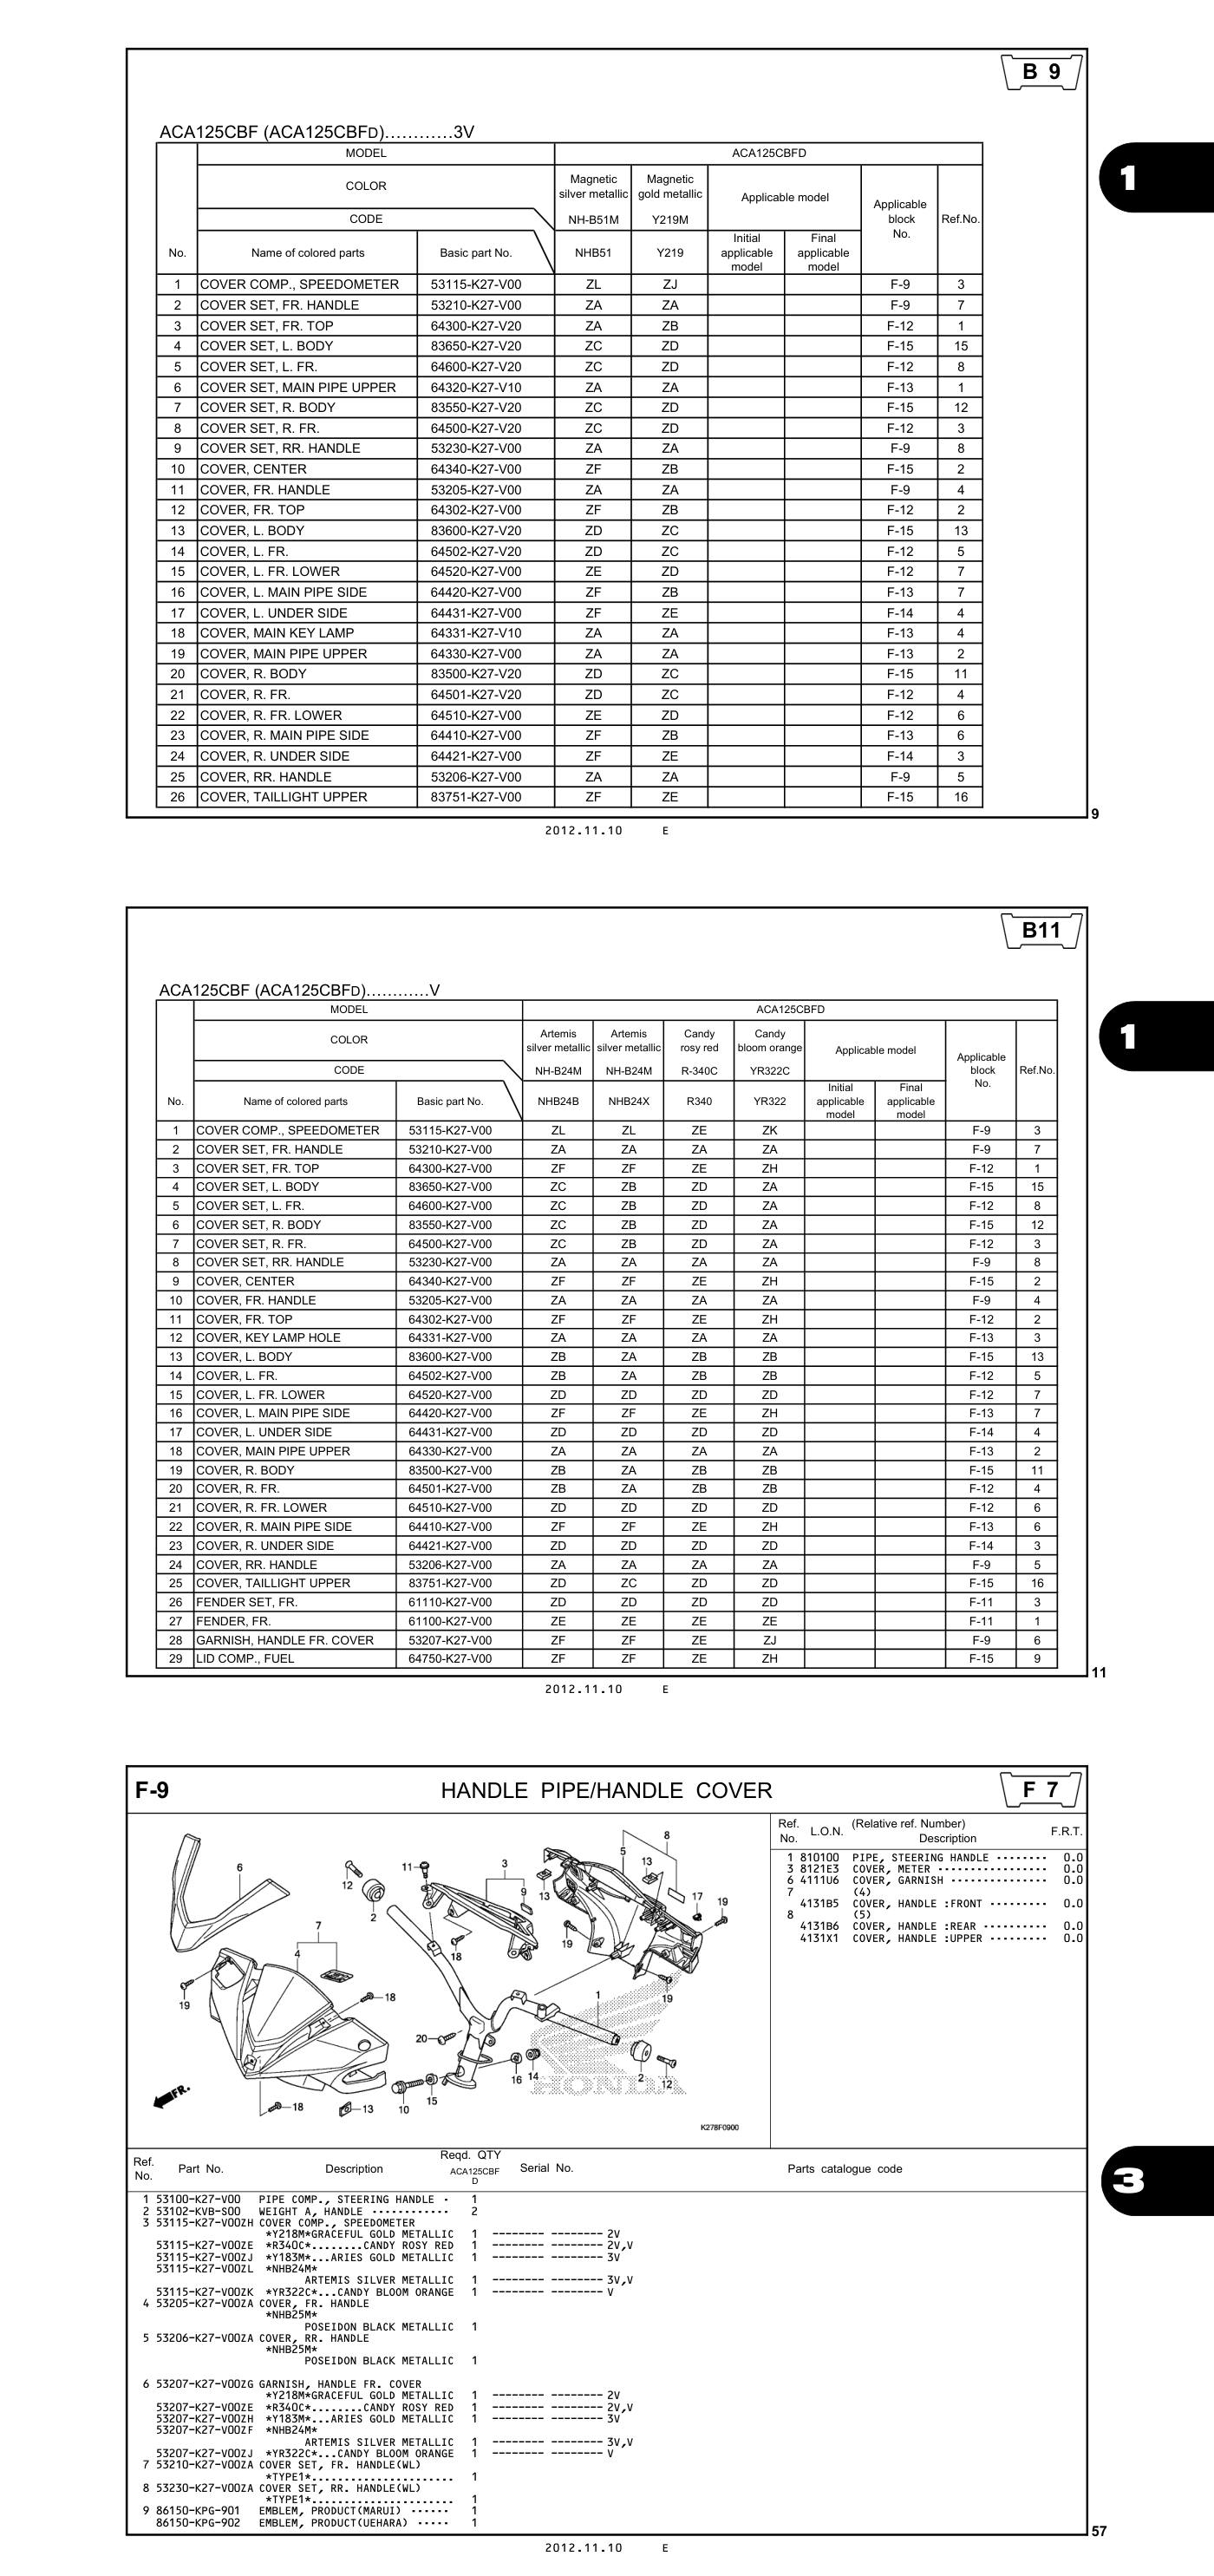 B 9
1
ACA125CBF (ACA125CBFD)............3V
MODEL ACA125CBFD
COLOR Magnetic silver metallic Magnetic gold metallic Applicable model Applicable block No. Ref.No.
CODE NH-B51M Y219M
No. Name of colored parts Basic part No. NHB51 Y219 Initial applicable model Final applicable model
1 COVER COMP., SPEEDOMETER 53115-K27-V00 ZL ZJ F-9 3
2 COVER SET, FR. HANDLE 53210-K27-V00 ZA ZA F-9 7
3 COVER SET, FR. TOP 64300-K27-V20 ZA ZB F-12 1
4 COVER SET, L. BODY 83650-K27-V20 ZC ZD F-15 15
5 COVER SET, L. FR. 64600-K27-V20 ZC ZD F-12 8
6 COVER SET, MAIN PIPE UPPER 64320-K27-V10 ZA ZA F-13 1
7 COVER SET, R. BODY 83550-K27-V20 ZC ZD F-15 12
8 COVER SET, R. FR. 64500-K27-V20 ZC ZD F-12 3
9 COVER SET, RR. HANDLE 53230-K27-V00 ZA ZA F-9 8
10 COVER, CENTER 64340-K27-V00 ZF ZB F-15 2
11 COVER, FR. HANDLE 53205-K27-V00 ZA ZA F-9 4
12 COVER, FR. TOP 64302-K27-V00 ZF ZB F-12 2
13 COVER, L. BODY 83600-K27-V20 ZD ZC F-15 13
14 COVER, L. FR. 64502-K27-V20 ZD ZC F-12 5
15 COVER, L. FR. LOWER 64520-K27-V00 ZE ZD F-12 7
16 COVER, L. MAIN PIPE SIDE 64420-K27-V00 ZF ZB F-13 7
17 COVER, L. UNDER SIDE 64431-K27-V00 ZF ZE F-14 4
18 COVER, MAIN KEY LAMP 64331-K27-V10 ZA ZA F-13 4
19 COVER, MAIN PIPE UPPER 64330-K27-V00 ZA ZA F-13 2
20 COVER, R. BODY 83500-K27-V20 ZD ZC F-15 11
21 COVER, R. FR. 64501-K27-V20 ZD ZC F-12 4
22 COVER, R. FR. LOWER 64510-K27-V00 ZE ZD F-12 6
23 COVER, R. MAIN PIPE SIDE 64410-K27-V00 ZF ZB F-13 6
24 COVER, R. UNDER SIDE 64421-K27-V00 ZF ZE F-14 3
25 COVER, RR. HANDLE 53206-K27-V00 ZA ZA F-9 5
26 COVER, TAILLIGHT UPPER 83751-K27-V00 ZF ZE F-15 16
9
2012.11.10 E
B11
1
ACA125CBF (ACA125CBFD)............V
MODEL ACA125CBFD
COLOR Artemis silver metallic Artemis silver metallic Candy rosy red Candy bloom orange Applicable model Applicable block No. Ref.No.
CODE NH-B24M NH-B24M R-340C YR322C
No. Name of colored parts Basic part No. NHB24B NHB24X R340 YR322 Initial applicable model Final applicable model
1 COVER COMP., SPEEDOMETER 53115-K27-V00 ZL ZL ZE ZK F-9 3
2 COVER SET, FR. HANDLE 53210-K27-V00 ZA ZA ZA ZA F-9 7
3 COVER SET, FR. TOP 64300-K27-V00 ZF ZF ZE ZH F-12 1
4 COVER SET, L. BODY 83650-K27-V00 ZC ZB ZD ZA F-15 15
5 COVER SET, L. FR. 64600-K27-V00 ZC ZB ZD ZA F-12 8
6 COVER SET, R. BODY 83550-K27-V00 ZC ZB ZD ZA F-15 12
7 COVER SET, R. FR. 64500-K27-V00 ZC ZB ZD ZA F-12 3
8 COVER SET, RR. HANDLE 53230-K27-V00 ZA ZA ZA ZA F-9 8
9 COVER, CENTER 64340-K27-V00 ZF ZF ZE ZH F-15 2
10 COVER, FR. HANDLE 53205-K27-V00 ZA ZA ZA ZA F-9 4
11 COVER, FR. TOP 64302-K27-V00 ZF ZF ZE ZH F-12 2
12 COVER, KEY LAMP HOLE 64331-K27-V00 ZA ZA ZA ZA F-13 3
13 COVER, L. BODY 83600-K27-V00 ZB ZA ZB ZB F-15 13
14 COVER, L. FR. 64502-K27-V00 ZB ZA ZB ZB F-12 5
15 COVER, L. FR. LOWER 64520-K27-V00 ZD ZD ZD ZD F-12 7
16 COVER, L. MAIN PIPE SIDE 64420-K27-V00 ZF ZF ZE ZH F-13 7
17 COVER, L. UNDER SIDE 64431-K27-V00 ZD ZD ZD ZD F-14 4
18 COVER, MAIN PIPE UPPER 64330-K27-V00 ZA ZA ZA ZA F-13 2
19 COVER, R. BODY 83500-K27-V00 ZB ZA ZB ZB F-15 11
20 COVER, R. FR. 64501-K27-V00 ZB ZA ZB ZB F-12 4
21 COVER, R. FR. LOWER 64510-K27-V00 ZD ZD ZD ZD F-12 6
22 COVER, R. MAIN PIPE SIDE 64410-K27-V00 ZF ZF ZE ZH F-13 6
23 COVER, R. UNDER SIDE 64421-K27-V00 ZD ZD ZD ZD F-14 3
24 COVER, RR. HANDLE 53206-K27-V00 ZA ZA ZA ZA F-9 5
25 COVER, TAILLIGHT UPPER 83751-K27-V00 ZD ZC ZD ZD F-15 16
26 FENDER SET, FR. 61110-K27-V00 ZD ZD ZD ZD F-11 3
27 FENDER, FR. 61100-K27-V00 ZE ZE ZE ZE F-11 1
28 GARNISH, HANDLE FR. COVER 53207-K27-V00 ZF ZF ZE ZJ F-9 6
29 LID COMP., FUEL 64750-K27-V00 ZF ZF ZE ZH F-15 9
11
2012.11.10 E
F-9 HANDLE PIPE/HANDLE COVER F 7
Ref. No. L.O.N. (Relative ref. Number) Description F.R.T.
1 810100 PIPE, STEERING HANDLE -------- 0.0
3 8121E3 COVER, METER ----------------- 0.0
6 4111U6 COVER, GARNISH --------------- 0.0
7 (4)
4131B5 COVER, HANDLE :FRONT -------- 0.0
8 (5)
4131B6 COVER, HANDLE :REAR --------- 0.0
4131X1 COVER, HANDLE :UPPER -------- 0.0
6 12 2 11 3 9 8 5 13 13 17 19
7 4 18 19 19
19 18 1 19
20 16 14 2 12
FR. 18 13 10 15
HONDA
K278F0900
3
Ref. No. Part No. Description Reqd. QTY ACA125CBF D Serial No. Parts catalogue code
1 53100-K27-V00 PIPE COMP., STEERING HANDLE - 1
2 53102-KVB-S00 WEIGHT A, HANDLE ------------ 2
3 53115-K27-V00ZH COVER COMP., SPEEDOMETER
*Y218M*GRACEFUL GOLD METALLIC 1 -------- -------- 2V
53115-K27-V00ZE *R340C*........CANDY ROSY RED 1 -------- -------- 2V,V
53115-K27-V00ZJ *Y183M*...ARIES GOLD METALLIC 1 -------- -------- 3V
53115-K27-V00ZL *NHB24M*
ARTEMIS SILVER METALLIC 1 -------- -------- 3V,V
53115-K27-V00ZK *YR322C*...CANDY BLOOM ORANGE 1 -------- -------- V
4 53205-K27-V00ZA COVER, FR. HANDLE
*NHB25M*
POSEIDON BLACK METALLIC 1
5 53206-K27-V00ZA COVER, RR. HANDLE
*NHB25M*
POSEIDON BLACK METALLIC 1
6 53207-K27-V00ZG GARNISH, HANDLE FR. COVER
*Y218M*GRACEFUL GOLD METALLIC 1 -------- -------- 2V
53207-K27-V00ZE *R340C*........CANDY ROSY RED 1 -------- -------- 2V,V
53207-K27-V00ZH *Y183M*...ARIES GOLD METALLIC 1 -------- -------- 3V
53207-K27-V00ZF *NHB24M*
ARTEMIS SILVER METALLIC 1 -------- -------- 3V,V
53207-K27-V00ZJ *YR322C*...CANDY BLOOM ORANGE 1 -------- -------- V
7 53210-K27-V00ZA COVER SET, FR. HANDLE(WL)
*TYPE1*...................... 1
8 53230-K27-V00ZA COVER SET, RR. HANDLE(WL)
*TYPE1*...................... 1
9 86150-KPG-901 EMBLEM, PRODUCT(MARUI) ------ 1
86150-KPG-902 EMBLEM, PRODUCT(UEHARA) ----- 1
57
2012.11.10 E